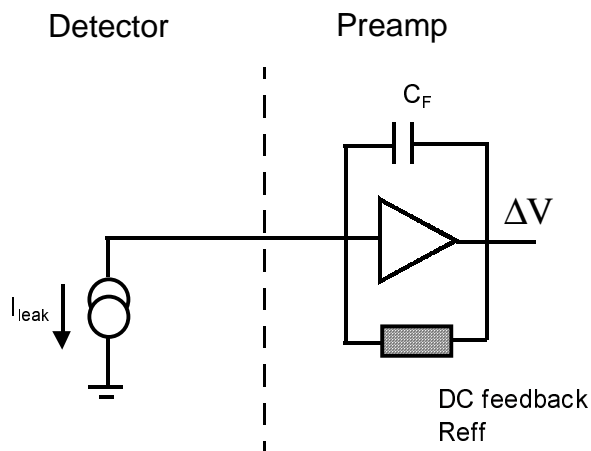 Detector
Preamp
C_F
ΔV
I_leak
DC feedback
Reff